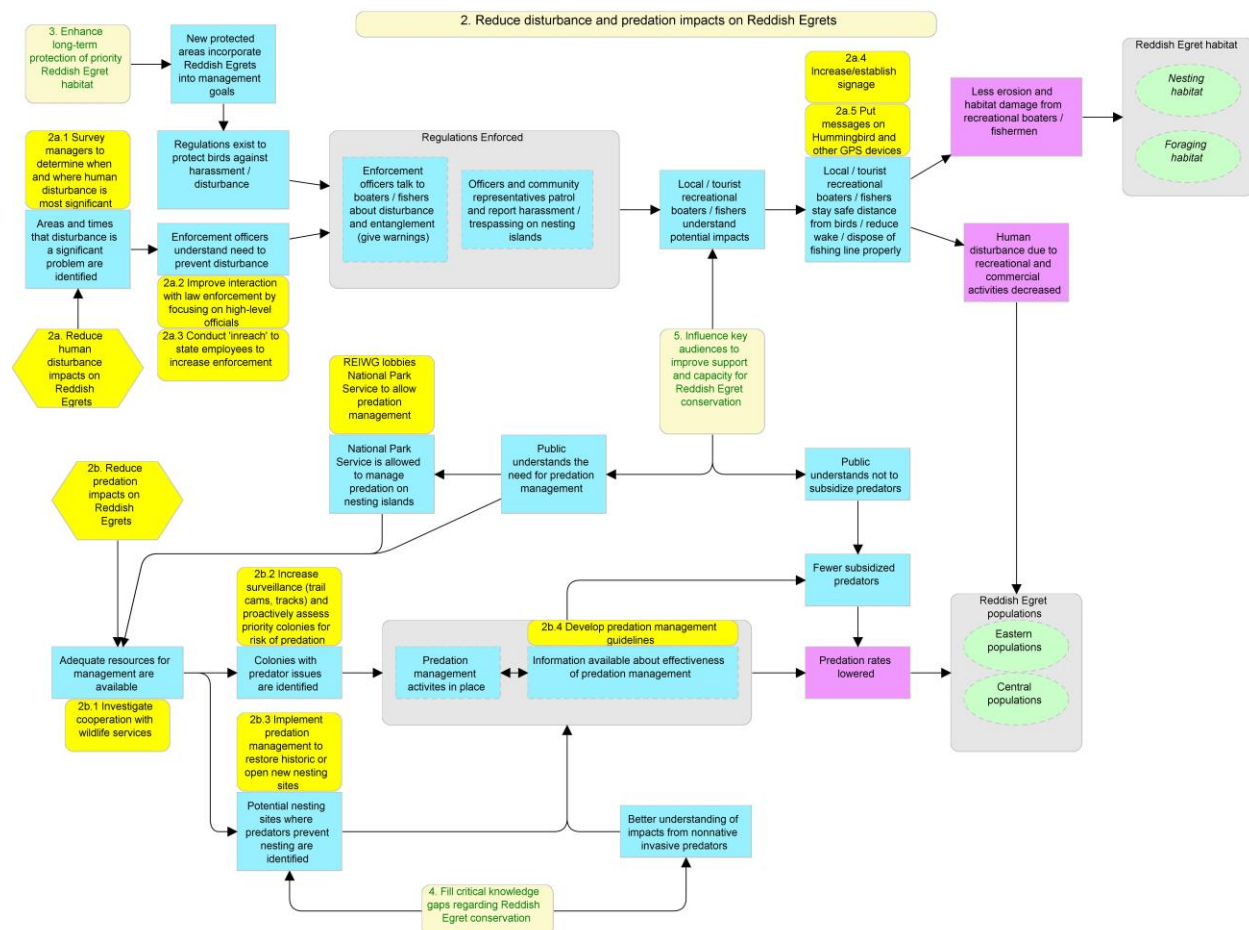 2. Reduce disturbance and predation impacts on Reddish Egrets
3. Enhance
long-term
protection of priority
Reddish Egret
habitat
New protected
areas incorporate
Reddish Egrets
into management
goals
2a.1 Survey
managers to
determine when
and where human
disturbance is
most significant
Areas and times
that disturbance is
a significant
problem are
identified
2a. Reduce
human
disturbance
impacts on
Reddish
Egrets
Regulations exist to
protect birds against
harassment /
disturbance
Enforcement officers
understand need to
prevent disturbance
2a.2 Improve interaction
with law enforcement by
focusing on high-level
officials
2a.3 Conduct 'inreach' to
state employees to
increase enforcement
Regulations Enforced
Enforcement
officers talk to
boaters / fishers
about disturbance
and entanglement
(give warnings)
Officers and community
representatives patrol
and report harassment /
trespassing on nesting
islands
Local / tourist
recreational
boaters / fishers
understand
potential impacts
2a.4
Increase/establish
signage
2a.5 Put
messages on
Hummingbird and
other GPS devices
Local / tourist
recreational
boaters / fishers
stay safe distance
from birds / reduce
wake / dispose of
fishing line properly
Less erosion and
habitat damage from
recreational boaters /
fishermen
Human
disturbance due to
recreational and
commercial
activities decreased
Reddish Egret habitat
Nesting
habitat
Foraging
habitat
5. Influence key
audiences to
improve support
and capacity for
Reddish Egret
conservation
REIWG lobbies
National Park
Service to allow
predation
management
National Park
Service is allowed
to manage
predation on
nesting islands
Public
understands the
need for predation
management
Public
understands not to
subsidize predators
Fewer subsidized
predators
2b. Reduce
predation
impacts on
Reddish
Egrets
Adequate resources for
management are
available
2b.1 Investigate
cooperation with
wildlife services
2b.2 Increase
surveillance (trail
cams, tracks) and
proactively assess
priority colonies for
risk of predation
Colonies with
predator issues
are identified
2b.3 Implement
predation
management to
restore historic or
open new nesting
sites
Potential nesting
sites where
predators prevent
nesting are
identified
Predation
management
activites in place
2b.4 Develop predation management
guidelines
Information available about effectiveness
of predation management
Predation rates
lowered
Reddish Egret
populations
Eastern
populations
Central
populations
Better understanding of
impacts from nonnative
invasive predators
4. Fill critical knowledge
gaps regarding Reddish
Egret conservation